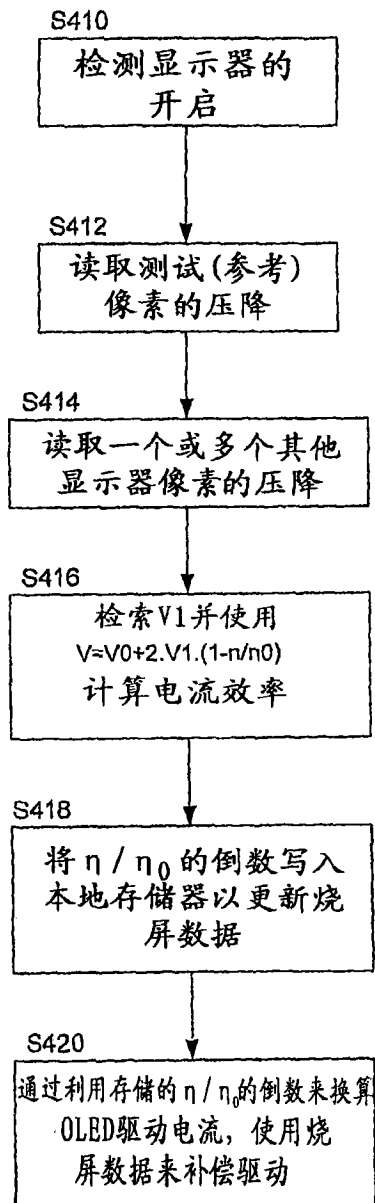 S410
检测显示器的
开启
S412
读取测试(参考)
像素的压降
S414
读取一个或多个其他
显示器像素的压降
S416
检索V1并使用
V=V0+2.V1.(1-n/n0)
计算电流效率
S418
将η/η₀的倒数写入
本地存储器以更新烧
屏数据
S420
通过利用存储的η/η₀的倒数来换算
OLED驱动电流，使用烧
屏数据来补偿驱动